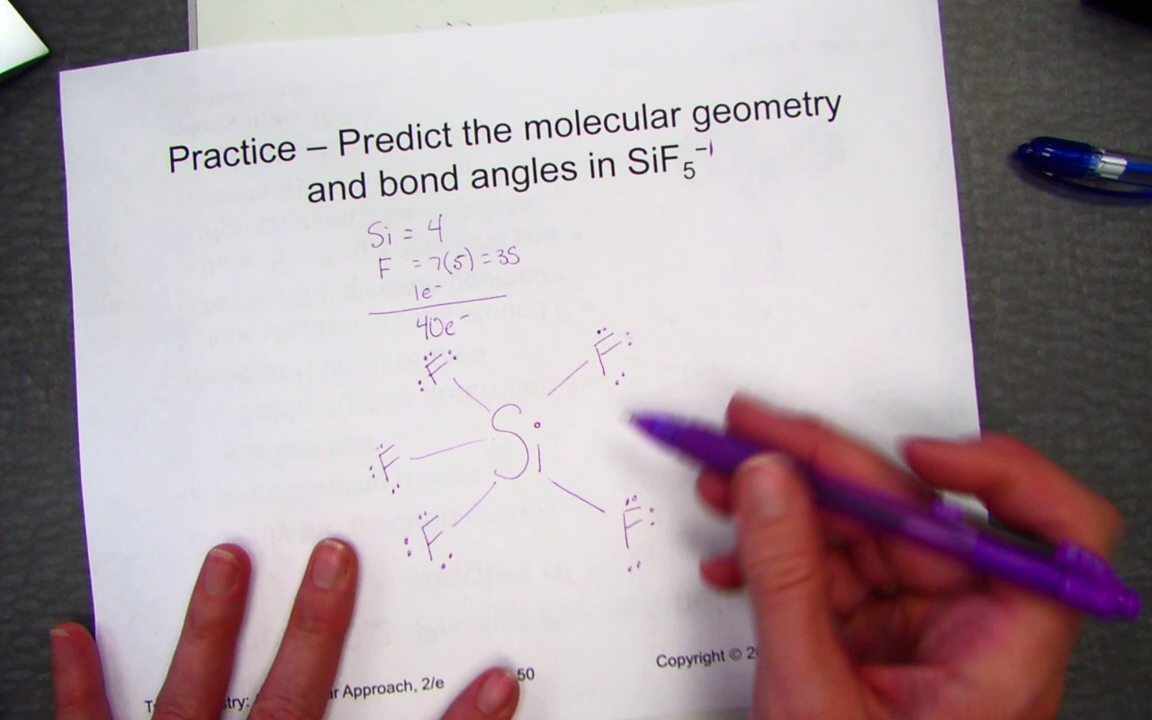 Practice – Predict the molecular geometry
and bond angles in SiF₅⁻¹
Si = 4
F = 7(5) = 35
1e⁻
40e⁻
F F
Si
F
F F
Approach, 2/e
50
Copyright ©